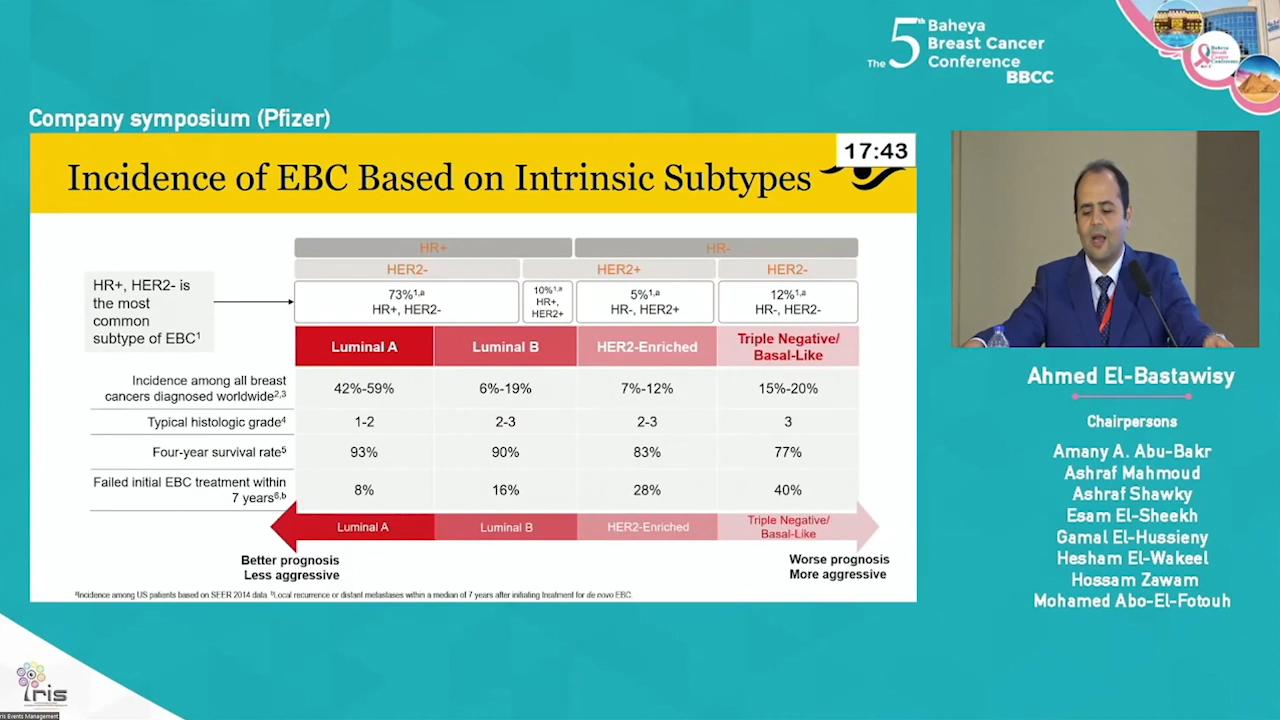 The 5th Baheya
Breast Cancer
Conference
BBCC
Company symposium (Pfizer)
17:43
Incidence of EBC Based on Intrinsic Subtypes
HR+ HR-
HER2- HER2+ HER2-
HR+, HER2- is
the most
common
subtype of EBC¹
73%¹,ᵃ
HR+, HER2-
10%¹,ᵃ
HR+,
HER2+
5%¹,ᵃ
HR-, HER2+
12%¹,ᵃ
HR-, HER2-
Luminal A Luminal B HER2-Enriched Triple Negative/
Basal-Like
Incidence among all breast
cancers diagnosed worldwide²,³ 42%-59% 6%-19% 7%-12% 15%-20%
Typical histologic grade⁴ 1-2 2-3 2-3 3
Four-year survival rate⁵ 93% 90% 83% 77%
Failed initial EBC treatment within
7 years⁶,ᵇ 8% 16% 28% 40%
Luminal A Luminal B HER2-Enriched Triple Negative/
Basal-Like
Better prognosis
Less aggressive
Worse prognosis
More aggressive
ᵃIncidence among US patients based on SEER 2014 data ᵇLocal recurrence or distant metastases within a median of 7 years after initiating treatment for de novo EBC.
Ahmed El-Bastawisy
Chairpersons
Amany A. Abu-Bakr
Ashraf Mahmoud
Ashraf Shawky
Esam El-Sheekh
Gamal El-Hussieny
Hesham El-Wakeel
Hossam Zawam
Mohamed Abo-El-Fotouh
Iris
Iris Events Management